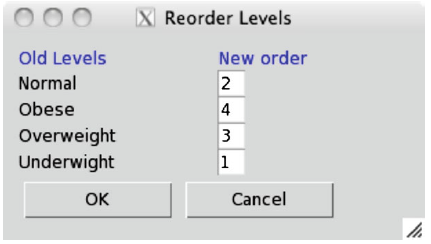 Reorder Levels
Old Levels New order
Normal 2
Obese 4
Overweight 3
Underwight 1
OK Cancel